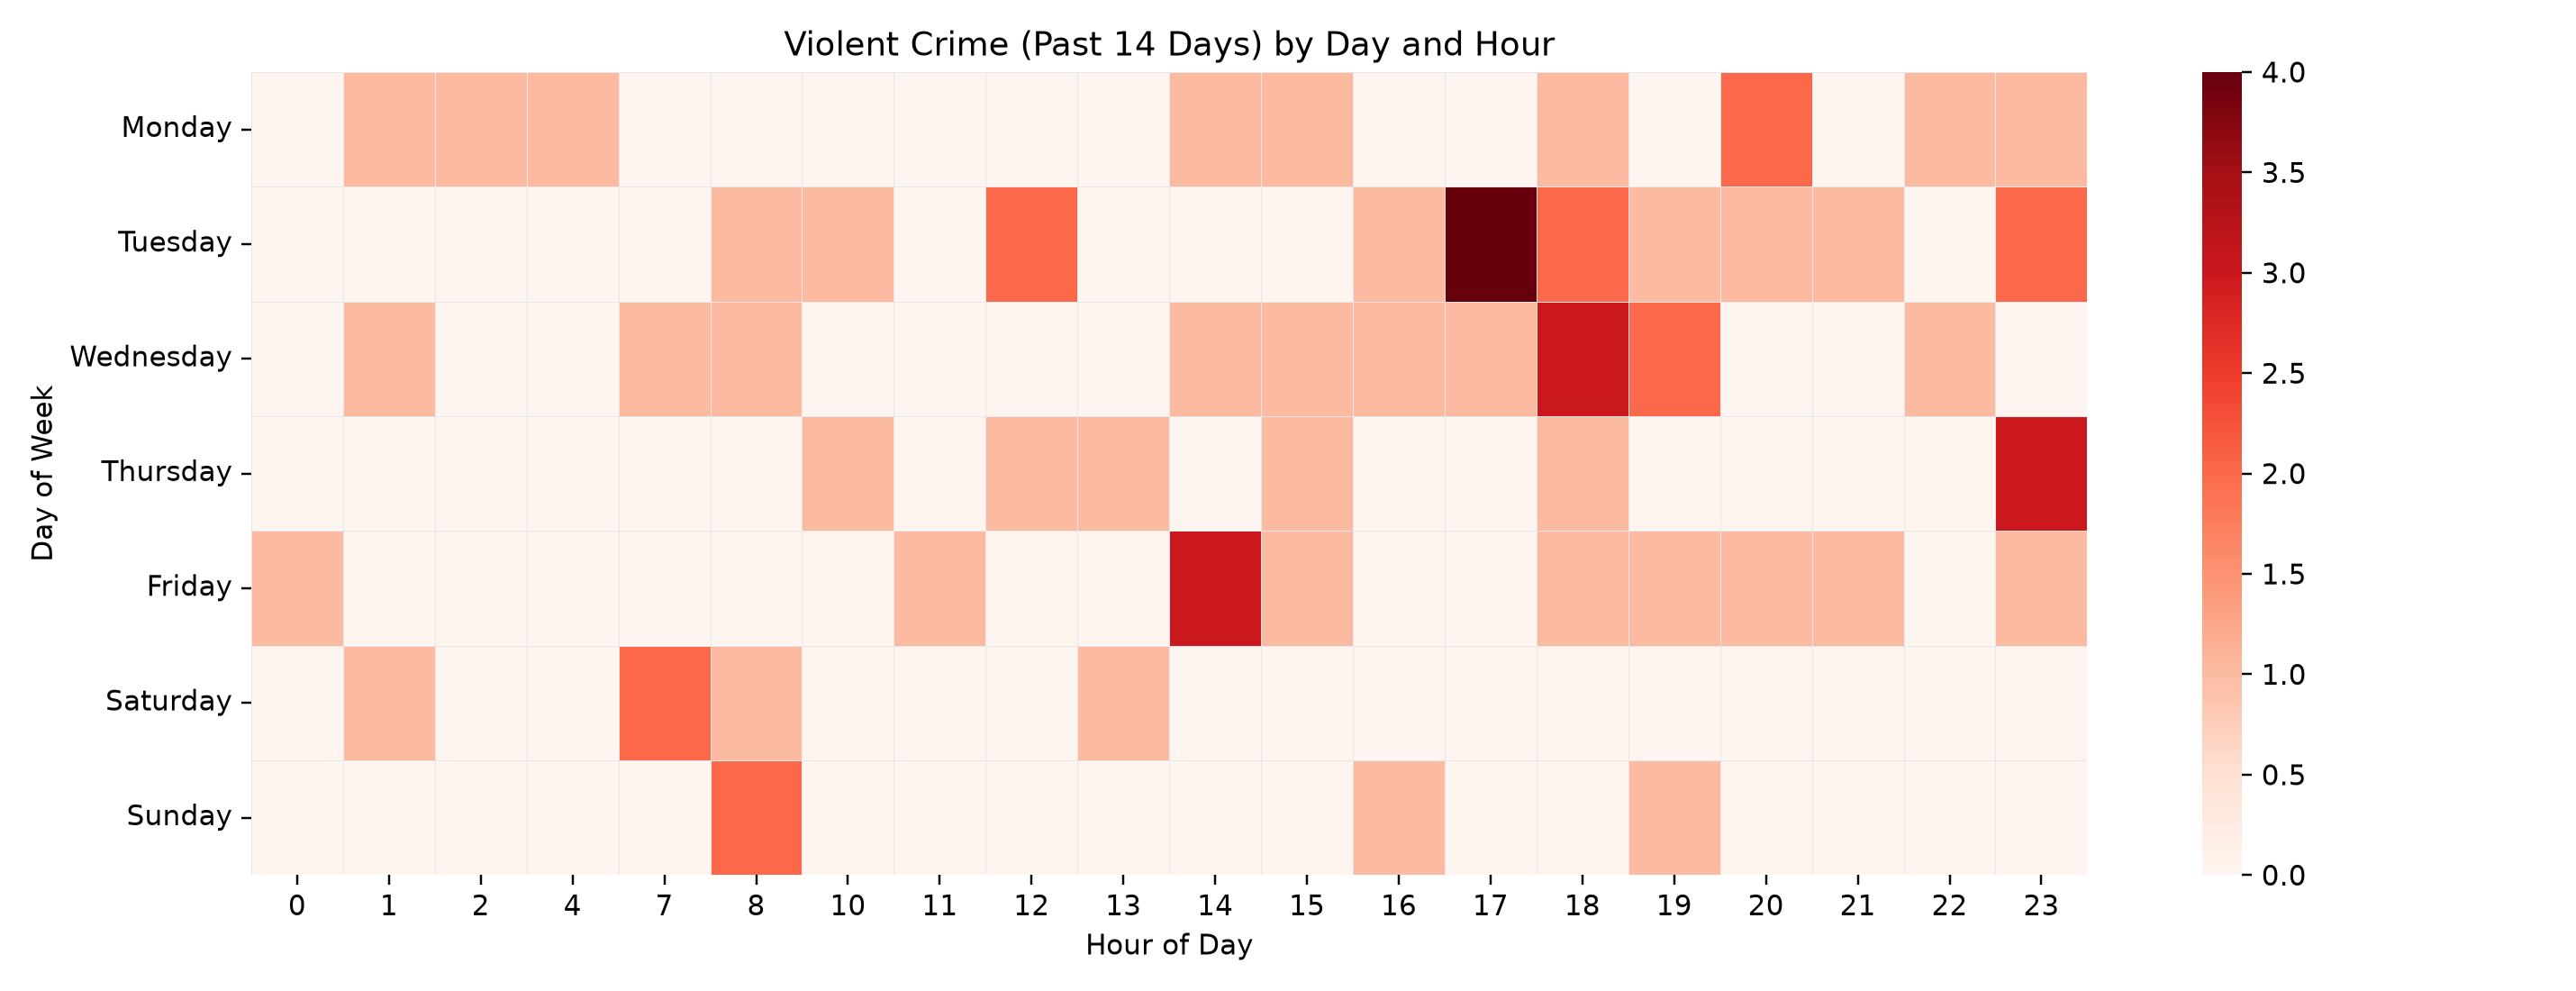 Violent Crime (Past 14 Days) by Day and Hour
Day of Week
Monday
Tuesday
Wednesday
Thursday
Friday
Saturday
Sunday
0 1 2 4 7 8 10 11 12 13 14 15 16 17 18 19 20 21 22 23
Hour of Day
4.0
3.5
3.0
2.5
2.0
1.5
1.0
0.5
0.0